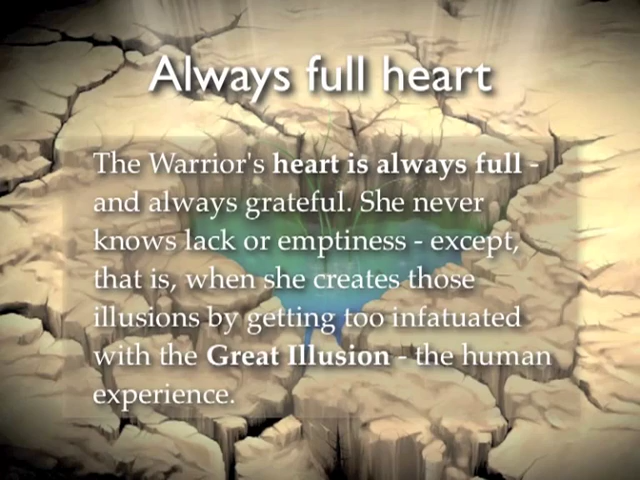 Always full heart
The Warrior's heart is always full -
and always grateful. She never
knows lack or emptiness - except,
that is, when she creates those
illusions by getting too infatuated
with the Great Illusion - the human
experience.